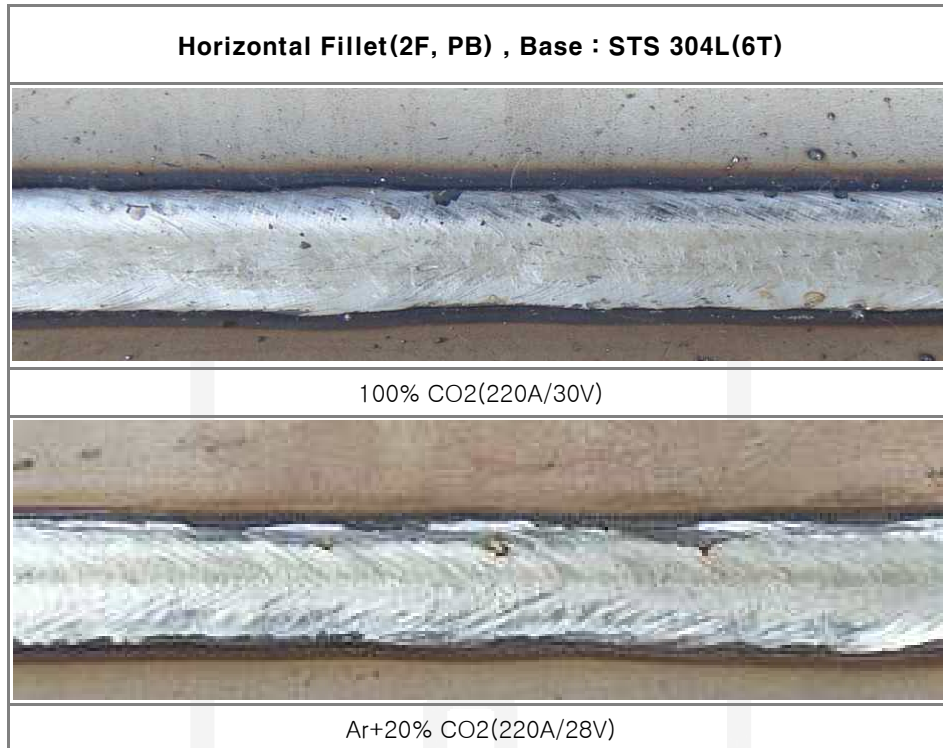 Horizontal Fillet(2F, PB) , Base : STS 304L(6T)
100% CO2(220A/30V)
Ar+20% CO2(220A/28V)